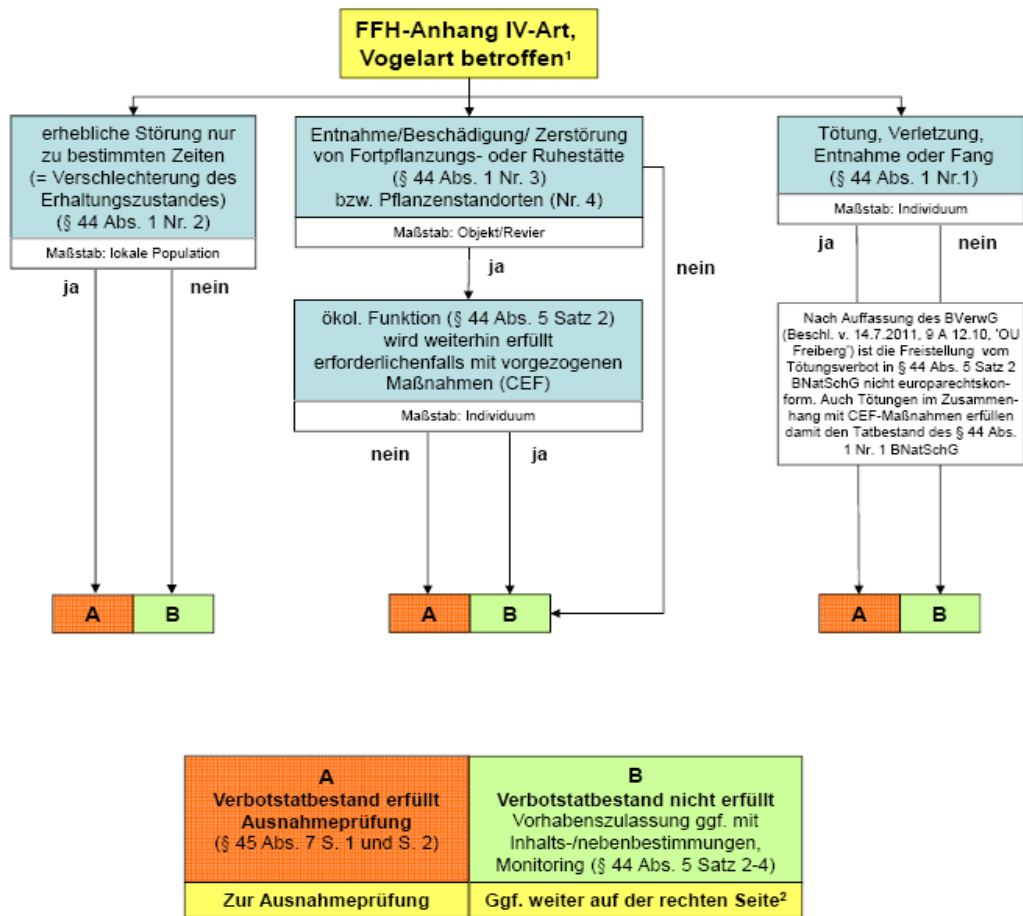 FFH-Anhang IV-Art,
Vogelart betroffen¹
erhebliche Störung nur
zu bestimmten Zeiten
(= Verschlechterung des
Erhaltungszustandes)
(§ 44 Abs. 1 Nr. 2)
Maßstab: lokale Population
ja
nein
Entnahme/Beschädigung/ Zerstörung
von Fortpflanzungs- oder Ruhestätte
(§ 44 Abs. 1 Nr. 3)
bzw. Pflanzenstandorten (Nr. 4)
Maßstab: Objekt/Revier
ja
nein
ökol. Funktion (§ 44 Abs. 5 Satz 2)
wird weiterhin erfüllt
erforderlichenfalls mit vorgezogenen
Maßnahmen (CEF)
Maßstab: Individuum
nein
ja
Tötung, Verletzung,
Entnahme oder Fang
(§ 44 Abs. 1 Nr.1)
Maßstab: Individuum
ja
nein
Nach Auffassung des BVerwG
(Beschl. v. 14.7.2011, 9 A 12.10, 'OU
Freiberg') ist die Freistellung vom
Tötungsverbot in § 44 Abs. 5 Satz 2
BNatSchG nicht europarechtskon-
form. Auch Tötungen im Zusammen-
hang mit CEF-Maßnahmen erfüllen
damit den Tatbestand des § 44 Abs.
1 Nr. 1 BNatSchG
A
B
A
B
A
B
A
Verbotstatbestand erfüllt
Ausnahmeprüfung
(§ 45 Abs. 7 S. 1 und S. 2)
Zur Ausnahmeprüfung
B
Verbotstatbestand nicht erfüllt
Vorhabenszulassung ggf. mit
Inhalts-/nebenbestimmungen,
Monitoring (§ 44 Abs. 5 Satz 2-4)
Ggf. weiter auf der rechten Seite²